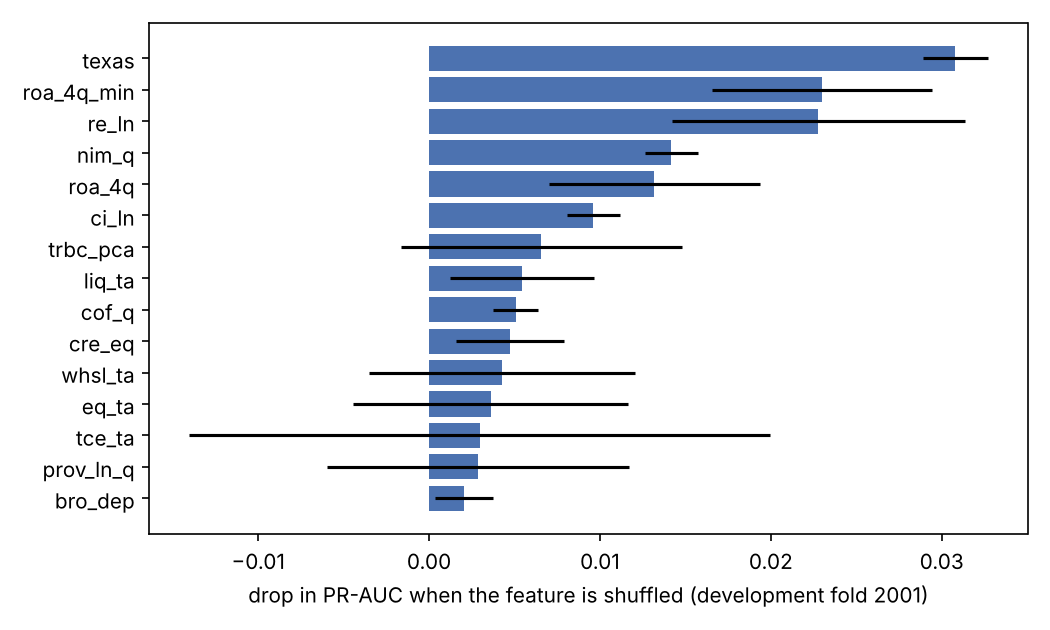 texas
roa_4q_min
re_ln
nim_q
roa_4q
ci_ln
trbc_pca
liq_ta
cof_q
cre_eq
whsl_ta
eq_ta
tce_ta
prov_ln_q
bro_dep
−0.01 0.00 0.01 0.02 0.03
drop in PR-AUC when the feature is shuffled (development fold 2001)